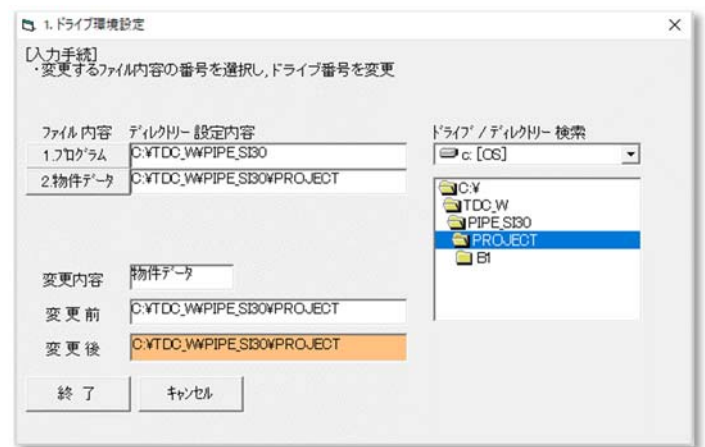 1. ドライブ環境設定
[入力手続]
・変更するファイル内容の番号を選択し,ドライブ番号を変更
ファイル 内容 ディレクトリー 設定内容 ドライブ / ディレクトリー 検索
1.プログラム C:¥TDC_W¥PIPE_SI30 c: [OS]
2.物件データ C:¥TDC_W¥PIPE_SI30¥PROJECT
C:¥
TDC_W
PIPE_SI30
PROJECT
B1
変更内容 物件データ
変 更 前 C:¥TDC_W¥PIPE_SI30¥PROJECT
変 更 後 C:¥TDC_W¥PIPE_SI30¥PROJECT
終 了 キャンセル